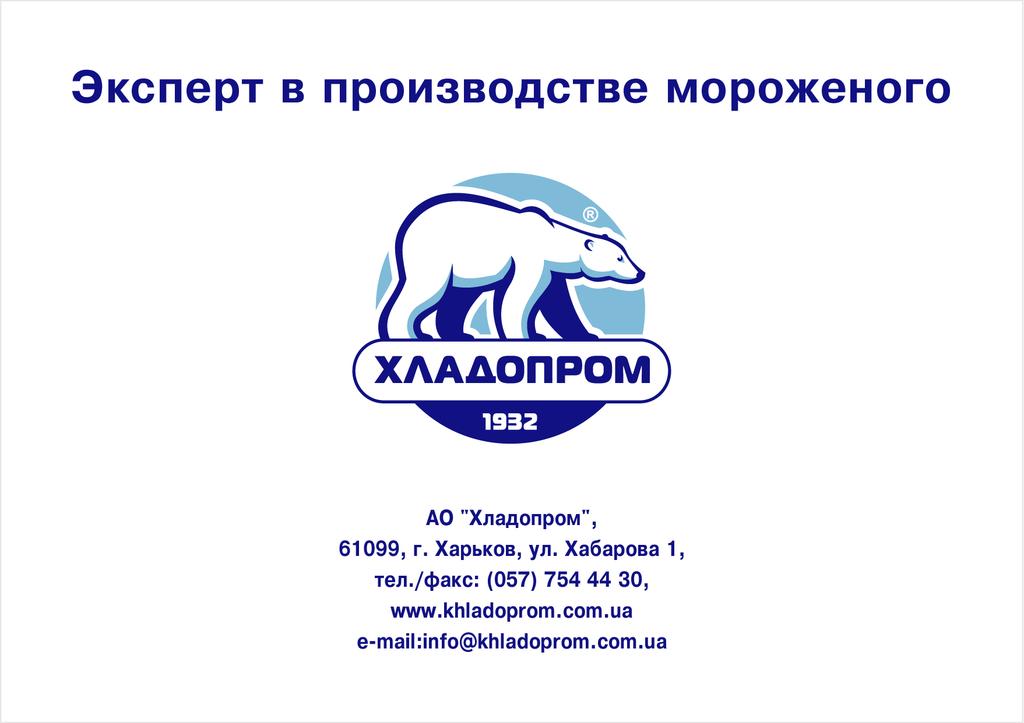 Эксперт в производстве мороженого
®
ХЛАДОПРОМ
1932
АО "Хладопром",
61099, г. Харьков, ул. Хабарова 1,
тел./факс: (057) 754 44 30,
www.khladoprom.com.ua
e-mail:info@khladoprom.com.ua